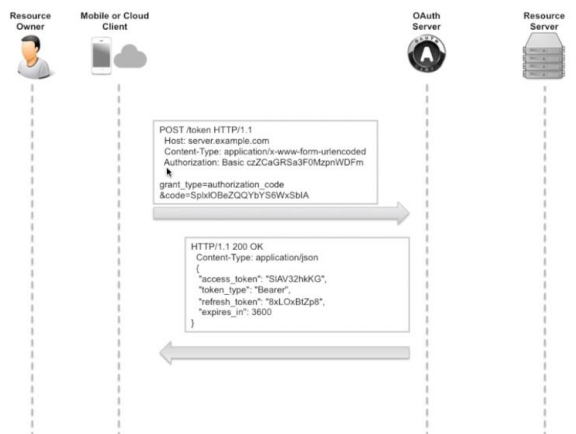 Resource Owner
Mobile or Cloud Client
OAuth Server
Resource Server
POST /token HTTP/1.1
Host: server.example.com
Content-Type: application/x-www-form-urlencoded
Authorization: Basic czZCaGRSa3F0MzpnWDFm
grant_type=authorization_code
&code=SplxlOBeZQQYbYS6WxSbIA
HTTP/1.1 200 OK
Content-Type: application/json
{
"access_token": "SlAV32hkKG",
"token_type": "Bearer",
"refresh_token": "8xLOxBtZp8",
"expires_in": 3600
}